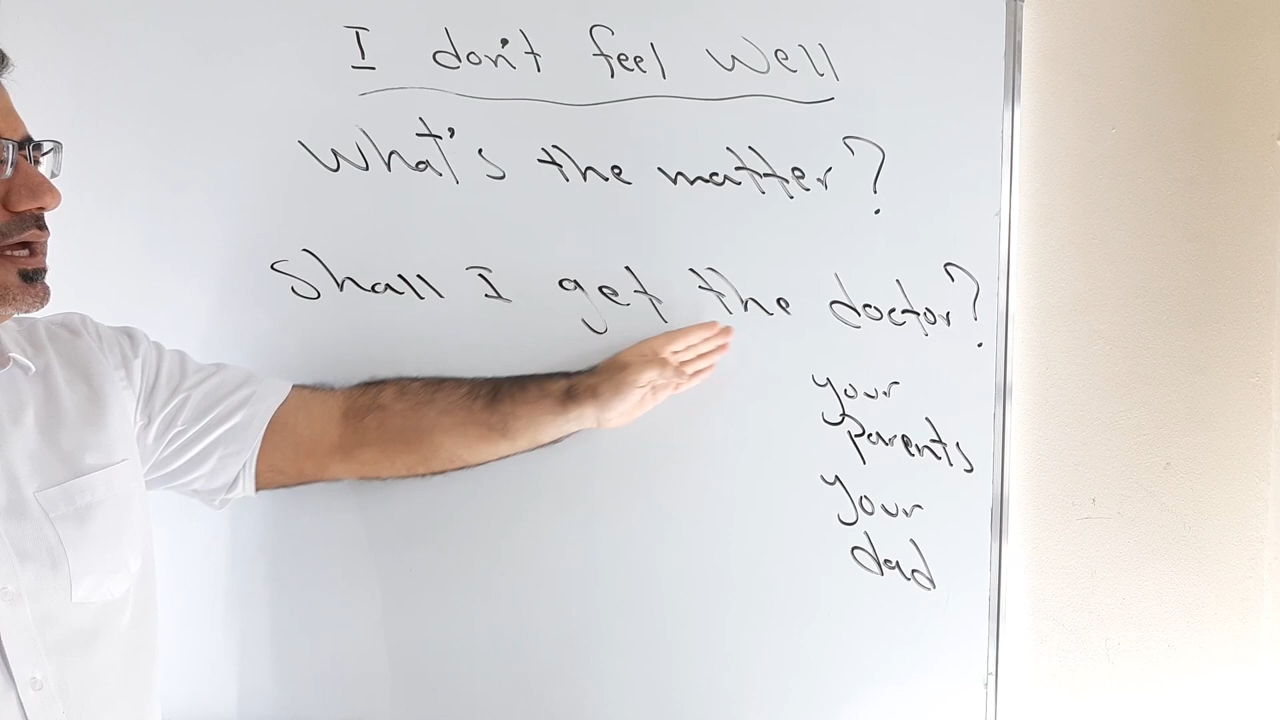 I don't feel well
What's the matter?
Shall I get the doctor?
your
parents
your
dad